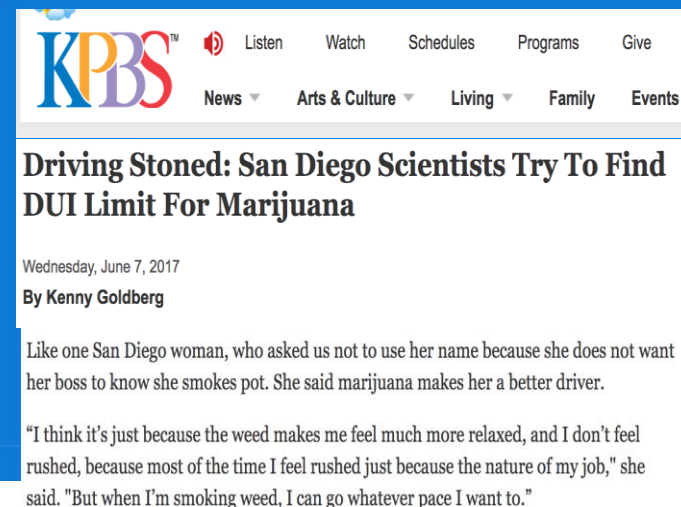 KPBS™
Listen Watch Schedules Programs Give
News Arts & Culture Living Family Events
Driving Stoned: San Diego Scientists Try To Find
DUI Limit For Marijuana
Wednesday, June 7, 2017
By Kenny Goldberg
Like one San Diego woman, who asked us not to use her name because she does not want
her boss to know she smokes pot. She said marijuana makes her a better driver.
“I think it’s just because the weed makes me feel much more relaxed, and I don’t feel
rushed, because most of the time I feel rushed just because the nature of my job," she
said. "But when I’m smoking weed, I can go whatever pace I want to.”